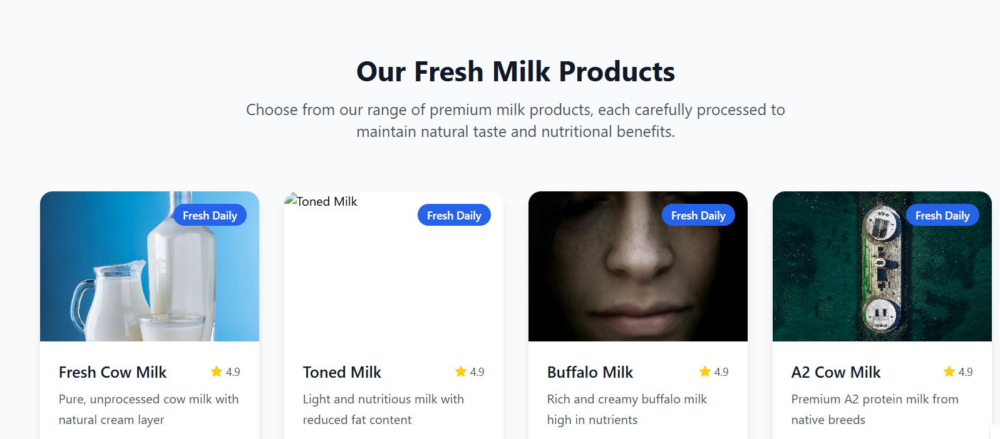 Our Fresh Milk Products
Choose from our range of premium milk products, each carefully processed to
maintain natural taste and nutritional benefits.
Fresh Daily
Fresh Cow Milk
4.9
Pure, unprocessed cow milk with
natural cream layer
Toned Milk
Fresh Daily
Toned Milk
4.9
Light and nutritious milk with
reduced fat content
Fresh Daily
Buffalo Milk
4.9
Rich and creamy buffalo milk
high in nutrients
Fresh Daily
A2 Cow Milk
4.9
Premium A2 protein milk from
native breeds